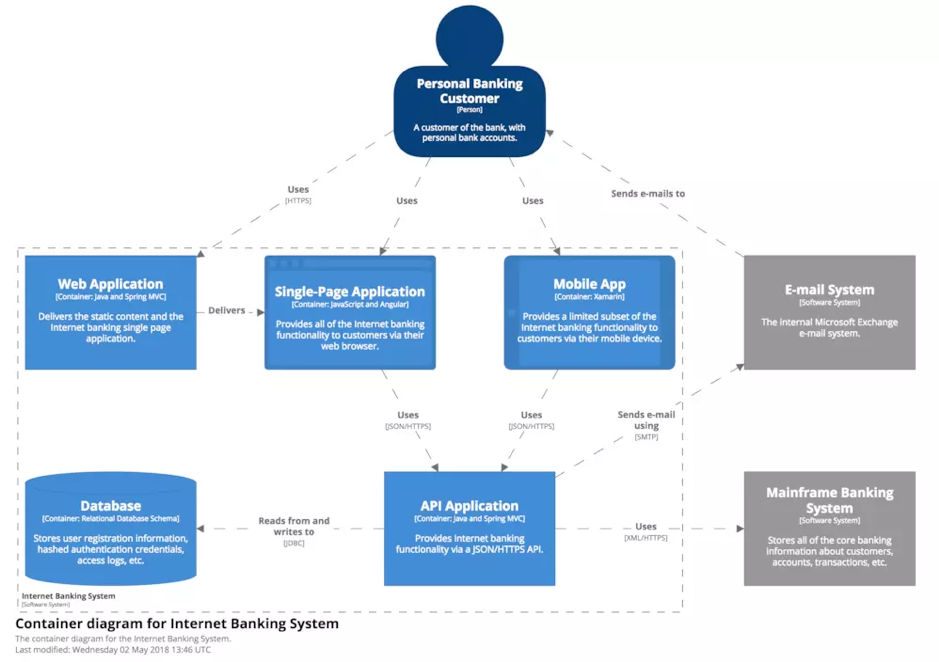 Personal Banking
Customer
[Person]
A customer of the bank, with
personal bank accounts.
Uses
[HTTPS]
Uses
Uses
Sends e-mails to
Web Application
[Container: Java and Spring MVC]
Delivers the static content and the
Internet banking single page
application.
Delivers
Single-Page Application
[Container: JavaScript and Angular]
Provides all of the Internet banking
functionality to customers via their
web browser.
Mobile App
[Container: Xamarin]
Provides a limited subset of the
Internet banking functionality to
customers via their mobile device.
E-mail System
[Software System]
The internal Microsoft Exchange
e-mail system.
Uses
[JSON/HTTPS]
Uses
[JSON/HTTPS]
Sends e-mail
using
[SMTP]
Database
[Container: Relational Database Schema]
Stores user registration information,
hashed authentication credentials,
access logs, etc.
Reads from and
writes to
[JDBC]
API Application
[Container: Java and Spring MVC]
Provides Internet banking
functionality via a JSON/HTTPS API.
Uses
[XML/HTTPS]
Mainframe Banking
System
[Software System]
Stores all of the core banking
information about customers,
accounts, transactions, etc.
Internet Banking System
[Software System]
Container diagram for Internet Banking System
The container diagram for the Internet Banking System.
Last modified: Wednesday 02 May 2018 13:46 UTC